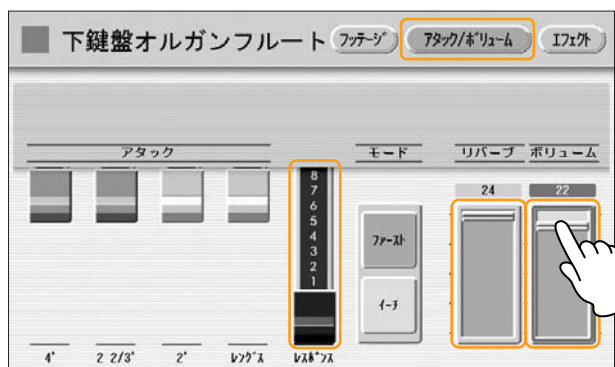 下鍵盤オルガンフルート フッテージ アタック/ボリューム エフェクト
アタック モード リバーブ ボリューム
24 22
8
7
6
5
4
3
2
1
ファースト
イーチ
4' 2 2/3' 2' レングス レスポンス